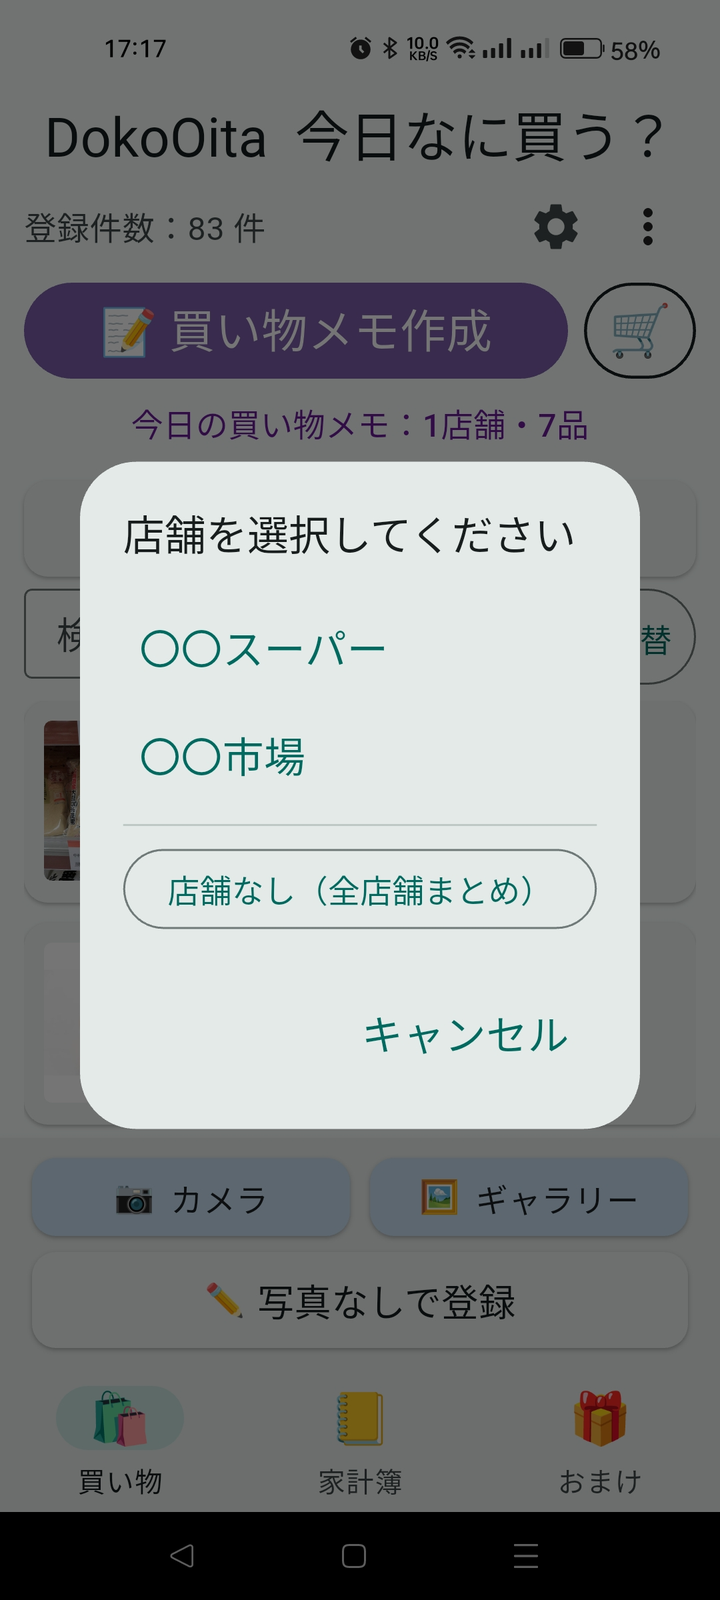 17:17 10.0 KB/S 58%
DokoOita 今日なに買う？
登録件数：83 件
買い物メモ作成
今日の買い物メモ：1店舗・7品
店舗を選択してください
検 替
〇〇スーパー
〇〇市場
店舗なし（全店舗まとめ）
キャンセル
カメラ ギャラリー
写真なしで登録
買い物 家計簿 おまけ